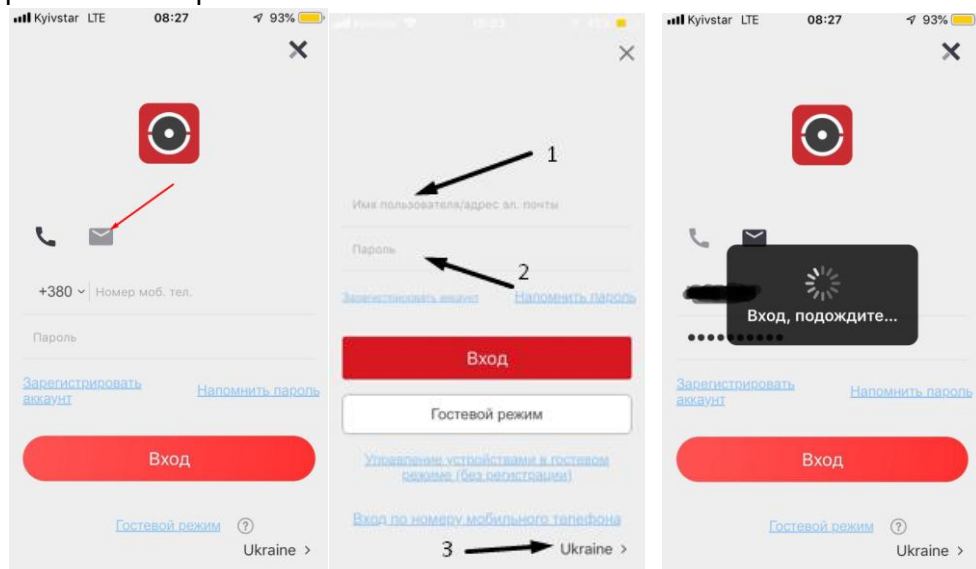 Kyivstar LTE 08:27 93%
+380 Номер моб. тел.
Пароль
Зарегистрировать аккаунт
Напомнить пароль
Вход
Гостевой режим ?
Ukraine >
1
Имя пользователя/адрес эл. почты
Пароль
2
Зарегистрировать аккаунт Напомнить пароль
Вход
Гостевой режим
Управление устройствами в гостевом
режиме (без регистрации)
Вход по номеру мобильного телефона
3 Ukraine >
Kyivstar LTE 08:27 93%
Вход, подождите...
Зарегистрировать
аккаунт
Напомнить пароль
Вход
Гостевой режим ?
Ukraine >